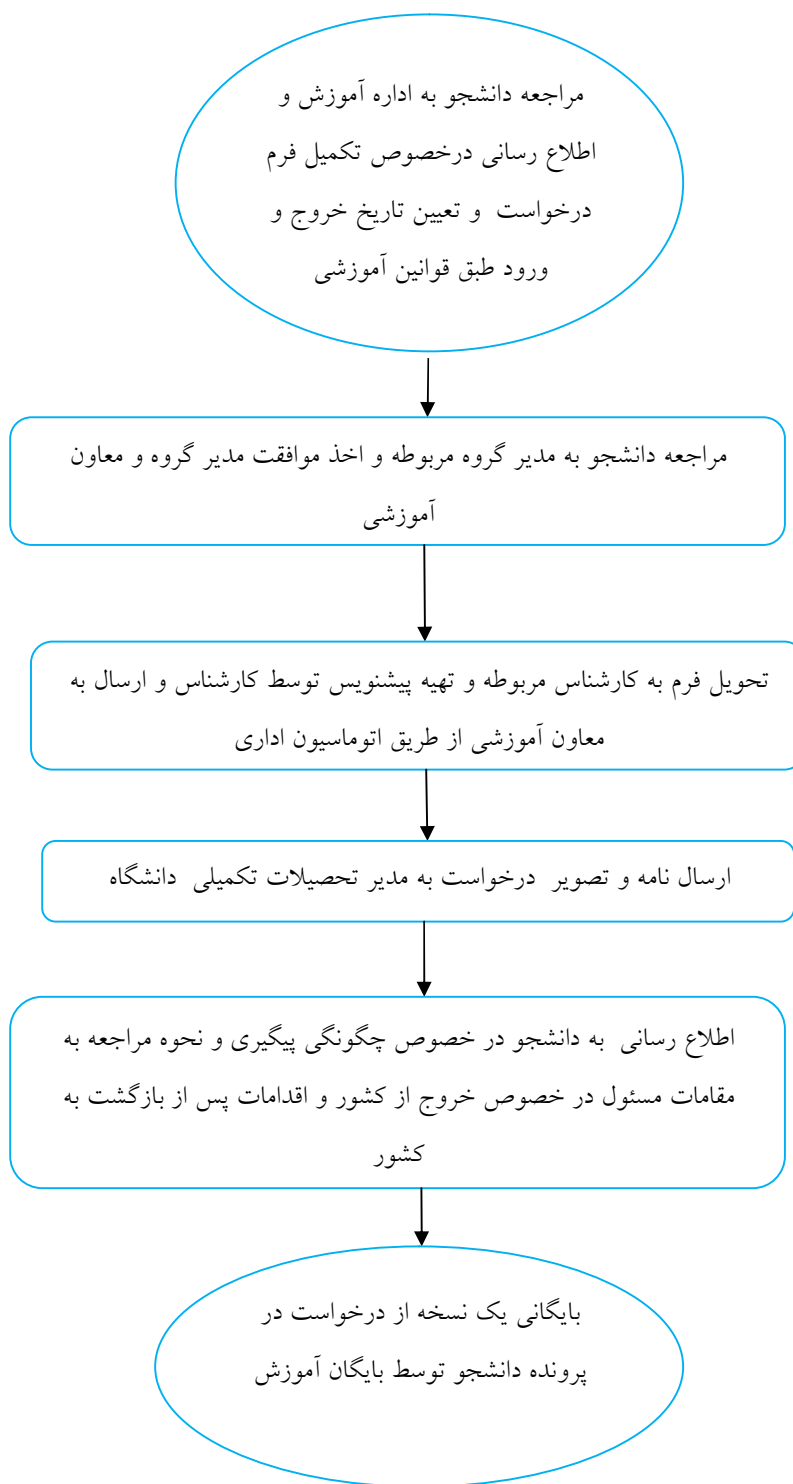 مراجعه دانشجو به اداره آموزش و
اطلاع رسانی درخصوص تکمیل فرم
درخواست و تعیین تاریخ خروج و
ورود طبق قوانین آموزشی
مراجعه دانشجو به مدیر گروه مربوطه و اخذ موافقت مدیر گروه و معاون
آموزشی
تحویل فرم به کارشناس مربوطه و تهیه پیشنویس توسط کارشناس و ارسال به
معاون آموزشی از طریق اتوماسیون اداری
ارسال نامه و تصویر درخواست به مدیر تحصیلات تکمیلی دانشگاه
اطلاع رسانی به دانشجو در خصوص چگونگی پیگیری و نحوه مراجعه به
مقامات مسئول در خصوص خروج از کشور و اقدامات پس از بازگشت به
کشور
بایگانی یک نسخه از درخواست در
پرونده دانشجو توسط بایگان آموزش